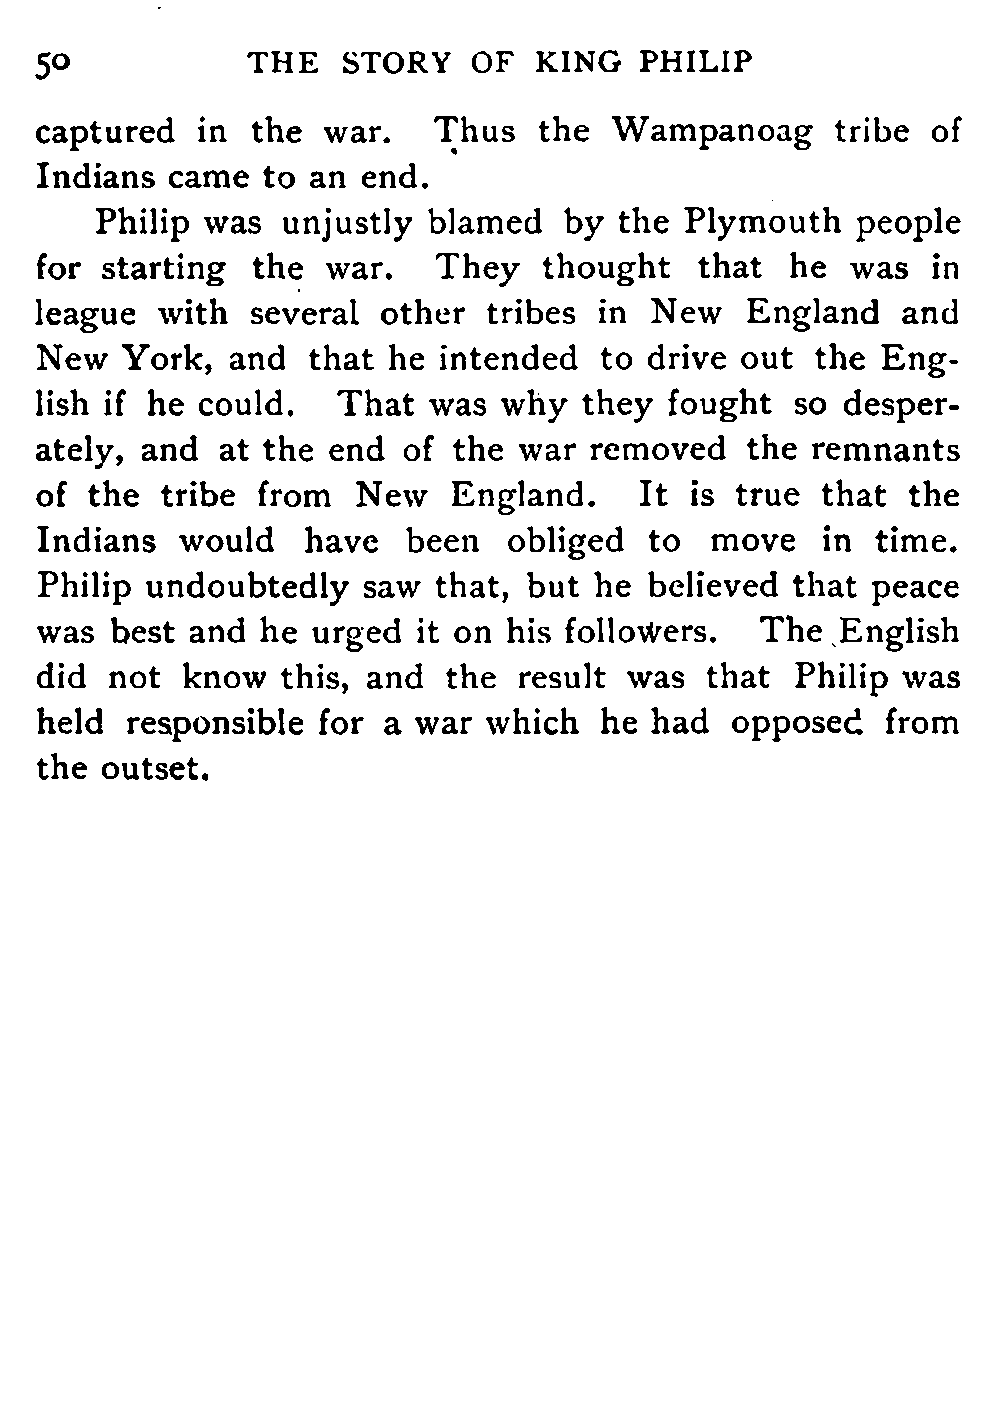 50 THE STORY OF KING PHILIP
captured in the war. Thus the Wampanoag tribe of
Indians came to an end.
Philip was unjustly blamed by the Plymouth people
for starting the war. They thought that he was in
league with several other tribes in New England and
New York, and that he intended to drive out the Eng-
lish if he could. That was why they fought so desper-
ately, and at the end of the war removed the remnants
of the tribe from New England. It is true that the
Indians would have been obliged to move in time.
Philip undoubtedly saw that, but he believed that peace
was best and he urged it on his followers. The English
did not know this, and the result was that Philip was
held responsible for a war which he had opposed from
the outset.